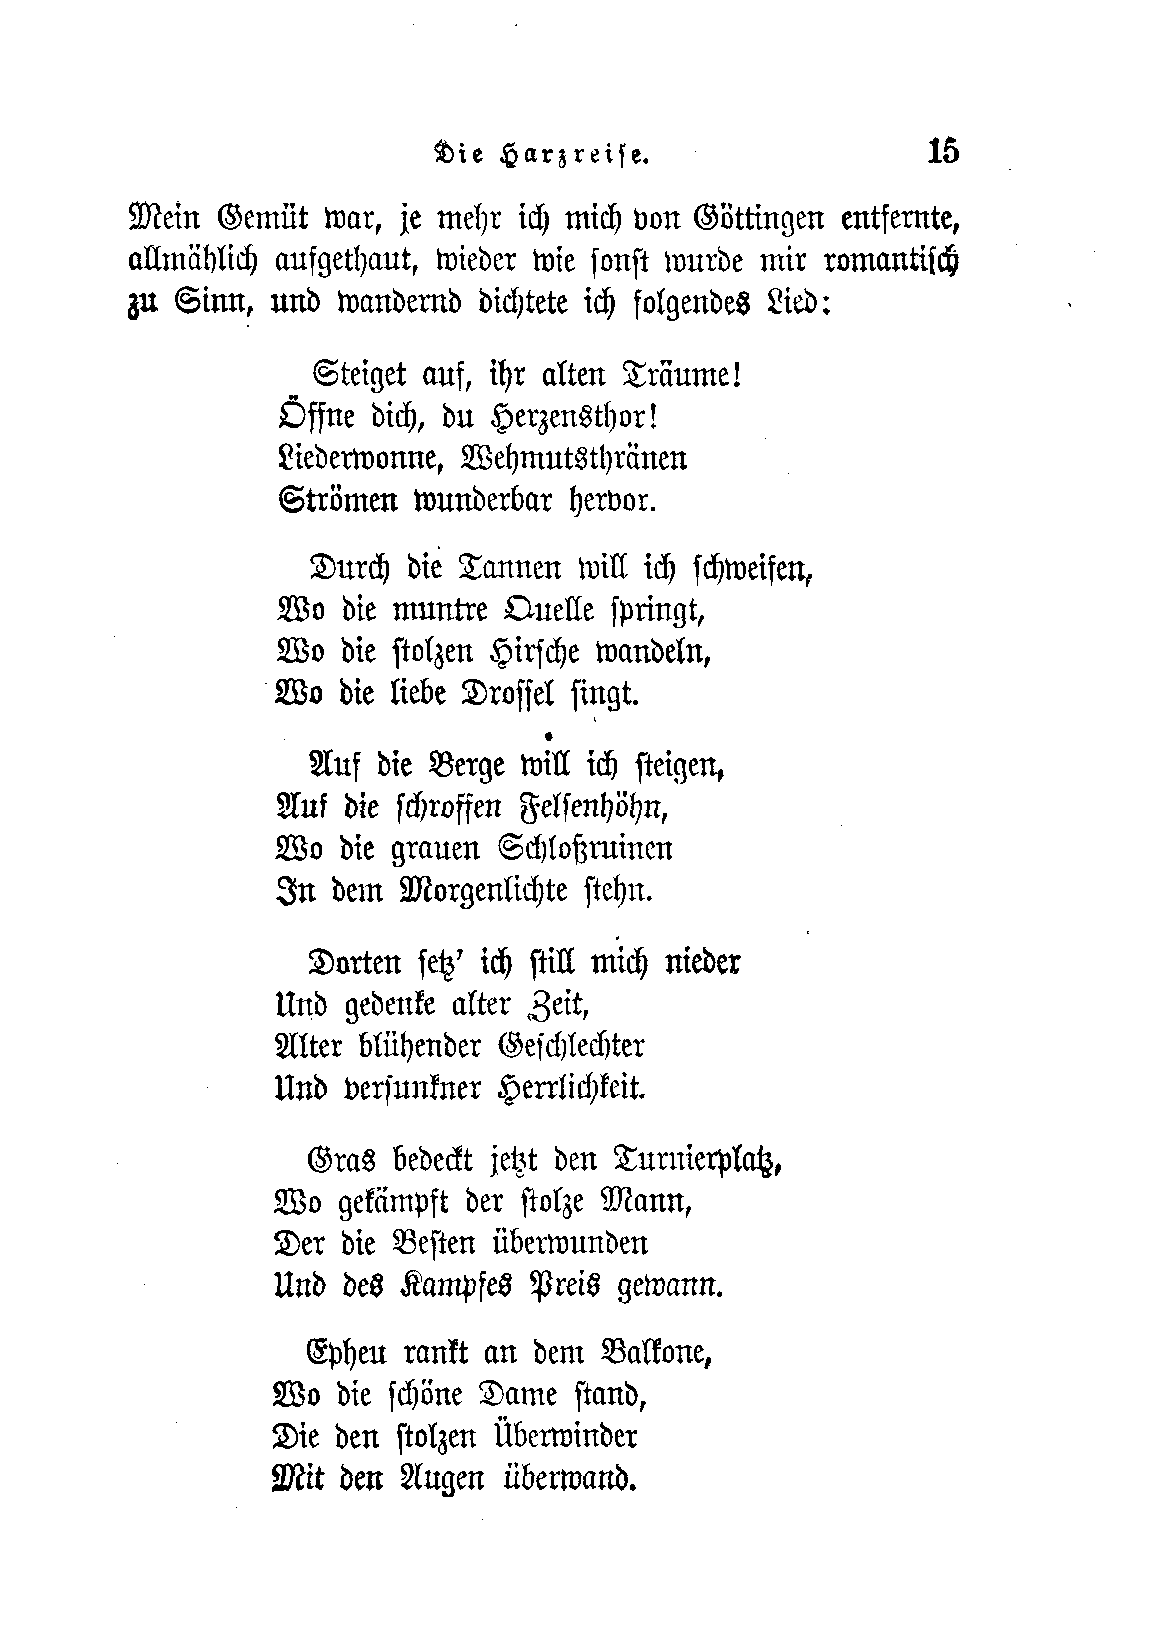 Die Harzreise. 15
Mein Gemüt war, je mehr ich mich von Göttingen entfernte,
allmählich aufgethaut, wieder wie sonst wurde mir romantisch
zu Sinn, und wandernd dichtete ich folgendes Lied:
Steiget auf, ihr alten Träume!
Öffne dich, du Herzensthor!
Liederwonne, Wehmutsthränen
Strömen wunderbar hervor.
Durch die Tannen will ich schweifen,
Wo die muntre Quelle springt,
Wo die stolzen Hirsche wandeln,
Wo die liebe Drossel singt.
Auf die Berge will ich steigen,
Auf die schroffen Felsenhöhn,
Wo die grauen Schloßruinen
In dem Morgenlichte stehn.
Dorten setz' ich still mich nieder
Und gedenke alter Zeit,
Alter blühender Geschlechter
Und versunkner Herrlichkeit.
Gras bedeckt jetzt den Turnierplatz,
Wo gekämpft der stolze Mann,
Der die Besten überwunden
Und des Kampfes Preis gewann.
Epheu rankt an dem Balkone,
Wo die schöne Dame stand,
Die den stolzen Überwinder
Mit den Augen überwand.